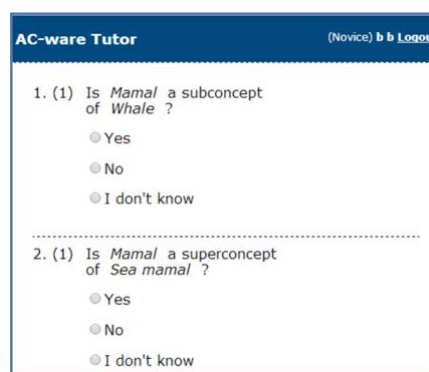 AC-ware Tutor
(Novice) b b Logou
1. (1) Is Mamal a subconcept
of Whale ?
Yes
No
I don't know
2. (1) Is Mamal a superconcept
of Sea mamal ?
Yes
No
I don't know